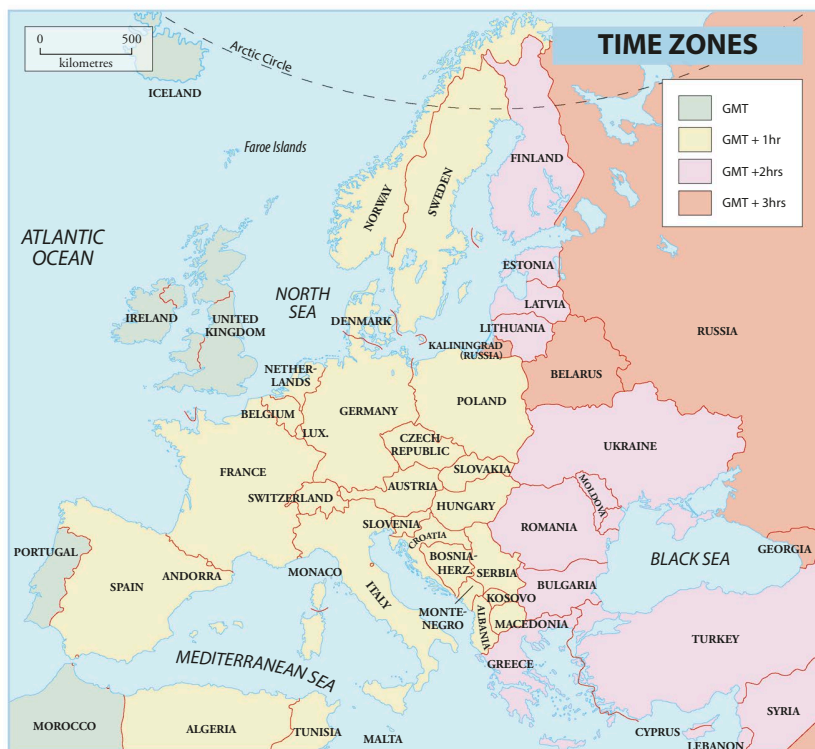 TIME ZONES
0 500
kilometres
Arctic Circle
ICELAND
GMT
GMT + 1hr
GMT +2hrs
GMT + 3hrs
Faroe Islands
FINLAND
NORWAY
SWEDEN
ATLANTIC
OCEAN
ESTONIA
NORTH
SEA
LATVIA
IRELAND
UNITED
KINGDOM
DENMARK
LITHUANIA
RUSSIA
KALININGRAD
(RUSSIA)
BELARUS
NETHER-
LANDS
POLAND
BELGIUM
GERMANY
LUX.
CZECH
REPUBLIC
UKRAINE
FRANCE
SLOVAKIA
AUSTRIA
SWITZERLAND
HUNGARY
MOLDOVA
SLOVENIA
ROMANIA
CROATIA
PORTUGAL
BOSNIA-
HERZ.
BLACK SEA
GEORGIA
SPAIN
ANDORRA
MONACO
ITALY
SERBIA
BULGARIA
KOSOVO
MONTE-
NEGRO
ALBANIA
MACEDONIA
TURKEY
MEDITERRANEAN SEA
GREECE
SYRIA
MOROCCO
ALGERIA
TUNISIA
MALTA
CYPRUS
LEBANON